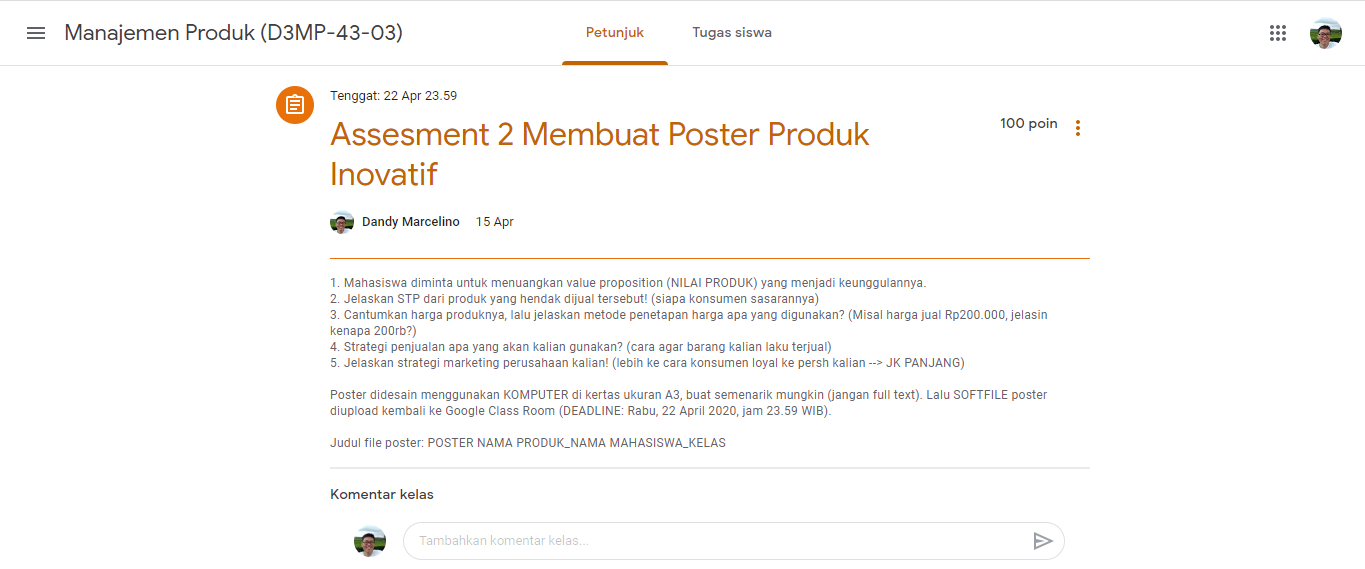 Manajemen Produk (D3MP-43-03)
Petunjuk
Tugas siswa
Tenggat: 22 Apr 23.59
Assesment 2 Membuat Poster Produk
Inovatif
100 poin
Dandy Marcelino 15 Apr
1. Mahasiswa diminta untuk menuangkan value proposition (NILAI PRODUK) yang menjadi keunggulannya.
2. Jelaskan STP dari produk yang hendak dijual tersebut! (siapa konsumen sasarannya)
3. Cantumkan harga produknya, lalu jelaskan metode penetapan harga apa yang digunakan? (Misal harga jual Rp200.000, jelasin
kenapa 200rb?)
4. Strategi penjualan apa yang akan kalian gunakan? (cara agar barang kalian laku terjual)
5. Jelaskan strategi marketing perusahaan kalian! (lebih ke cara konsumen loyal ke persh kalian --> JK PANJANG)
Poster didesain menggunakan KOMPUTER di kertas ukuran A3, buat semenarik mungkin (jangan full text). Lalu SOFTFILE poster
diupload kembali ke Google Class Room (DEADLINE: Rabu, 22 April 2020, jam 23.59 WIB).
Judul file poster: POSTER NAMA PRODUK_NAMA MAHASISWA_KELAS
Komentar kelas
Tambahkan komentar kelas...